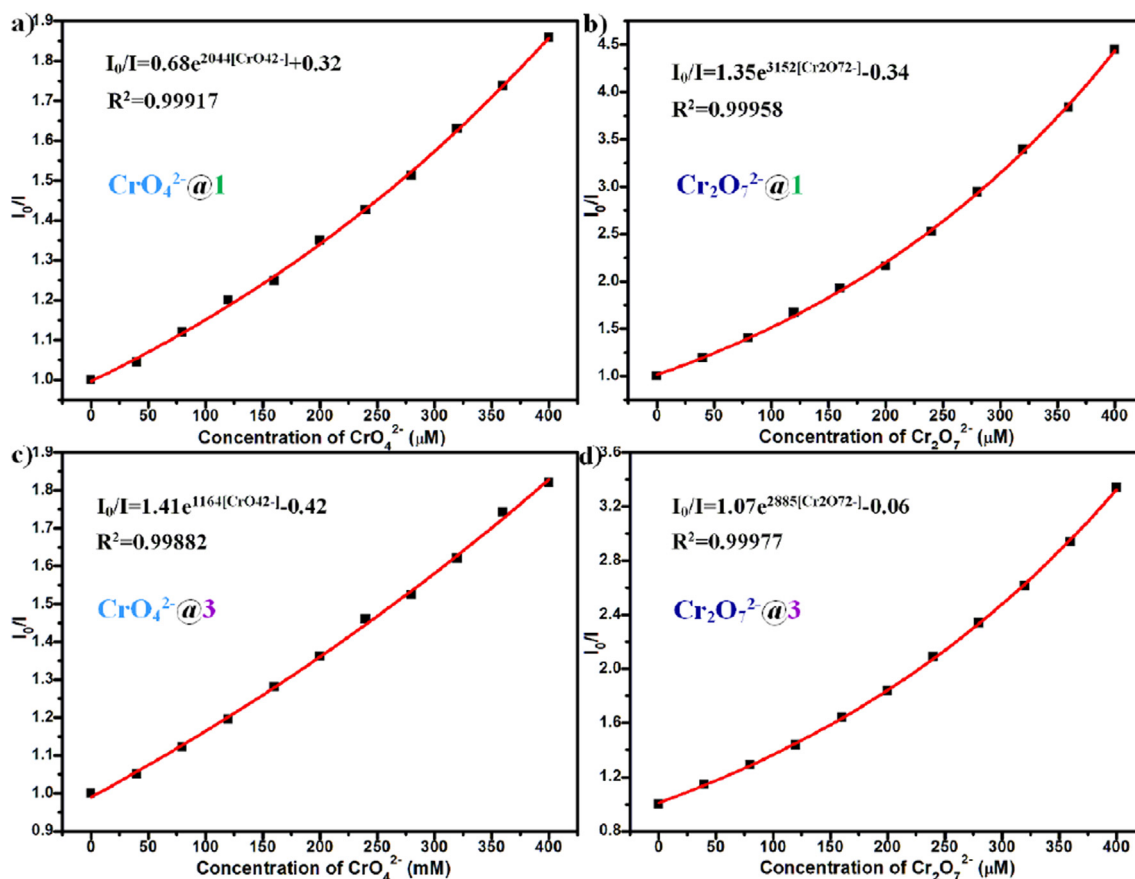 a)
I₀/I=0.68e^2044[CrO42-]+0.32
R²=0.99917
CrO₄²⁻@1
I₀/I
1.9
1.8
1.7
1.6
1.5
1.4
1.3
1.2
1.1
1.0
0 50 100 150 200 250 300 350 400
Concentration of CrO₄²⁻ (μM)
b)
I₀/I=1.35e^3152[Cr2O72-]-0.34
R²=0.99958
Cr₂O₇²⁻@1
I₀/I
4.5
4.0
3.5
3.0
2.5
2.0
1.5
1.0
0 50 100 150 200 250 300 350 400
Concentration of Cr₂O₇²⁻ (μM)
c)
I₀/I=1.41e^1164[CrO42-]-0.42
R²=0.99882
CrO₄²⁻@3
I₀/I
1.9
1.8
1.7
1.6
1.5
1.4
1.3
1.2
1.1
1.0
0.9
0 50 100 150 200 250 300 350 400
Concentration of CrO₄²⁻ (mM)
d)
I₀/I=1.07e^2885[Cr2O72-]-0.06
R²=0.99977
Cr₂O₇²⁻@3
I₀/I
3.6
3.2
2.8
2.4
2.0
1.6
1.2
0.8
0 50 100 150 200 250 300 350 400
Concentration of Cr₂O₇²⁻ (μM)